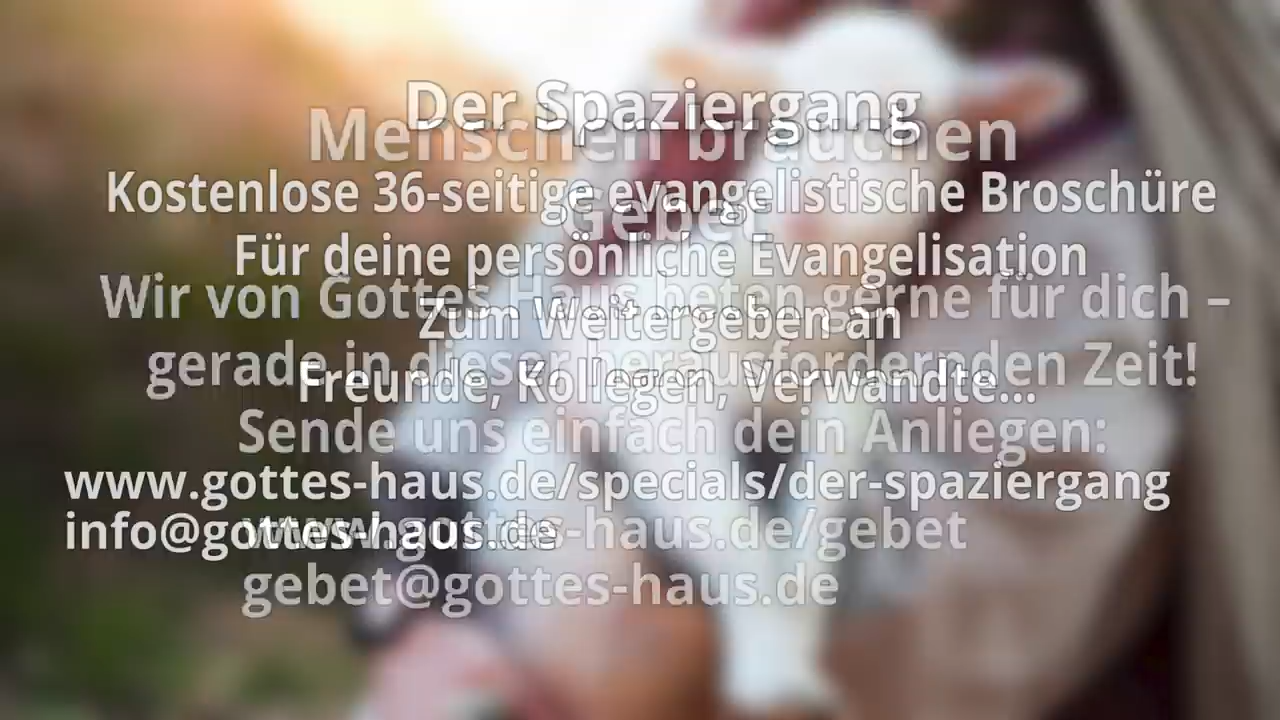 Der Spaziergang
Menschen brauchen
Kostenlose 36-seitige evangelistische Broschüre
Gebet
Für deine persönliche Evangelisation
Wir von Gottes Haus beten gerne für dich –
Zum Weitergeben an
gerade in dieser herausfordernden Zeit!
Freunde, Kollegen, Verwandte...
Sende uns einfach dein Anliegen:
www.gottes-haus.de/specials/der-spaziergang
info@gottes-haus.de
www.gottes-haus.de/gebet
gebet@gottes-haus.de